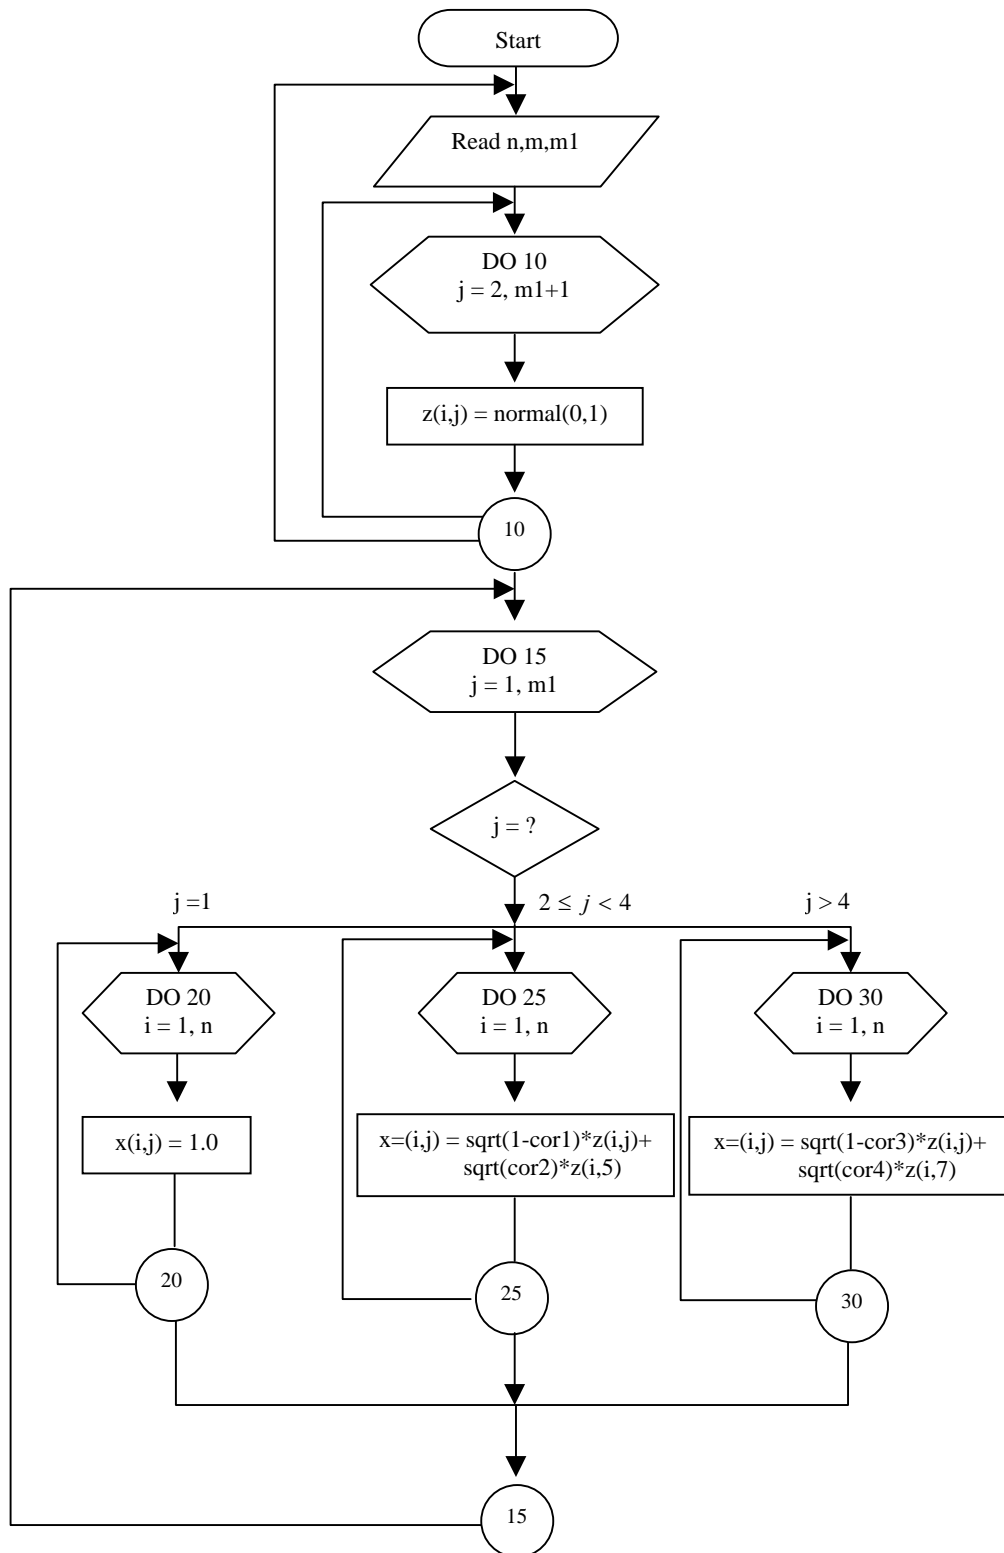 Start
Read n,m,m1
DO 10
j = 2, m1+1
z(i,j) = normal(0,1)
10
DO 15
j = 1, m1
j = ?
j =1
2 ≤ j < 4
j > 4
DO 20
i = 1, n
DO 25
i = 1, n
DO 30
i = 1, n
x(i,j) = 1.0
x=(i,j) = sqrt(1-cor1)*z(i,j)+
sqrt(cor2)*z(i,5)
x=(i,j) = sqrt(1-cor3)*z(i,j)+
sqrt(cor4)*z(i,7)
20
25
30
15